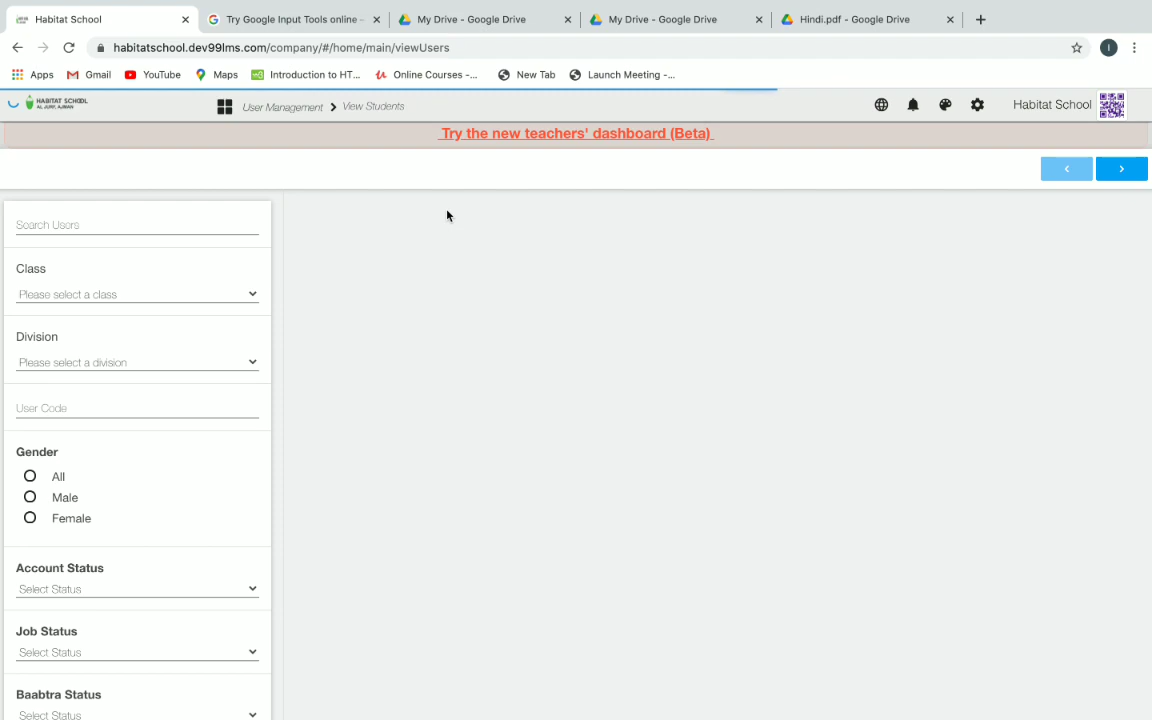 Habitat School
Try Google Input Tools online –
My Drive - Google Drive
My Drive - Google Drive
Hindi.pdf - Google Drive
habitatschool.dev99lms.com/company/#/home/main/viewUsers
Apps
Gmail
YouTube
Maps
Introduction to HT...
Online Courses -...
New Tab
Launch Meeting -...
HABITAT SCHOOL
AL JURF, AJMAN
User Management > View Students
Habitat School
Try the new teachers' dashboard (Beta)
Search Users
Class
Please select a class
Division
Please select a division
User Code
Gender
All
Male
Female
Account Status
Select Status
Job Status
Select Status
Baabtra Status
Select Status